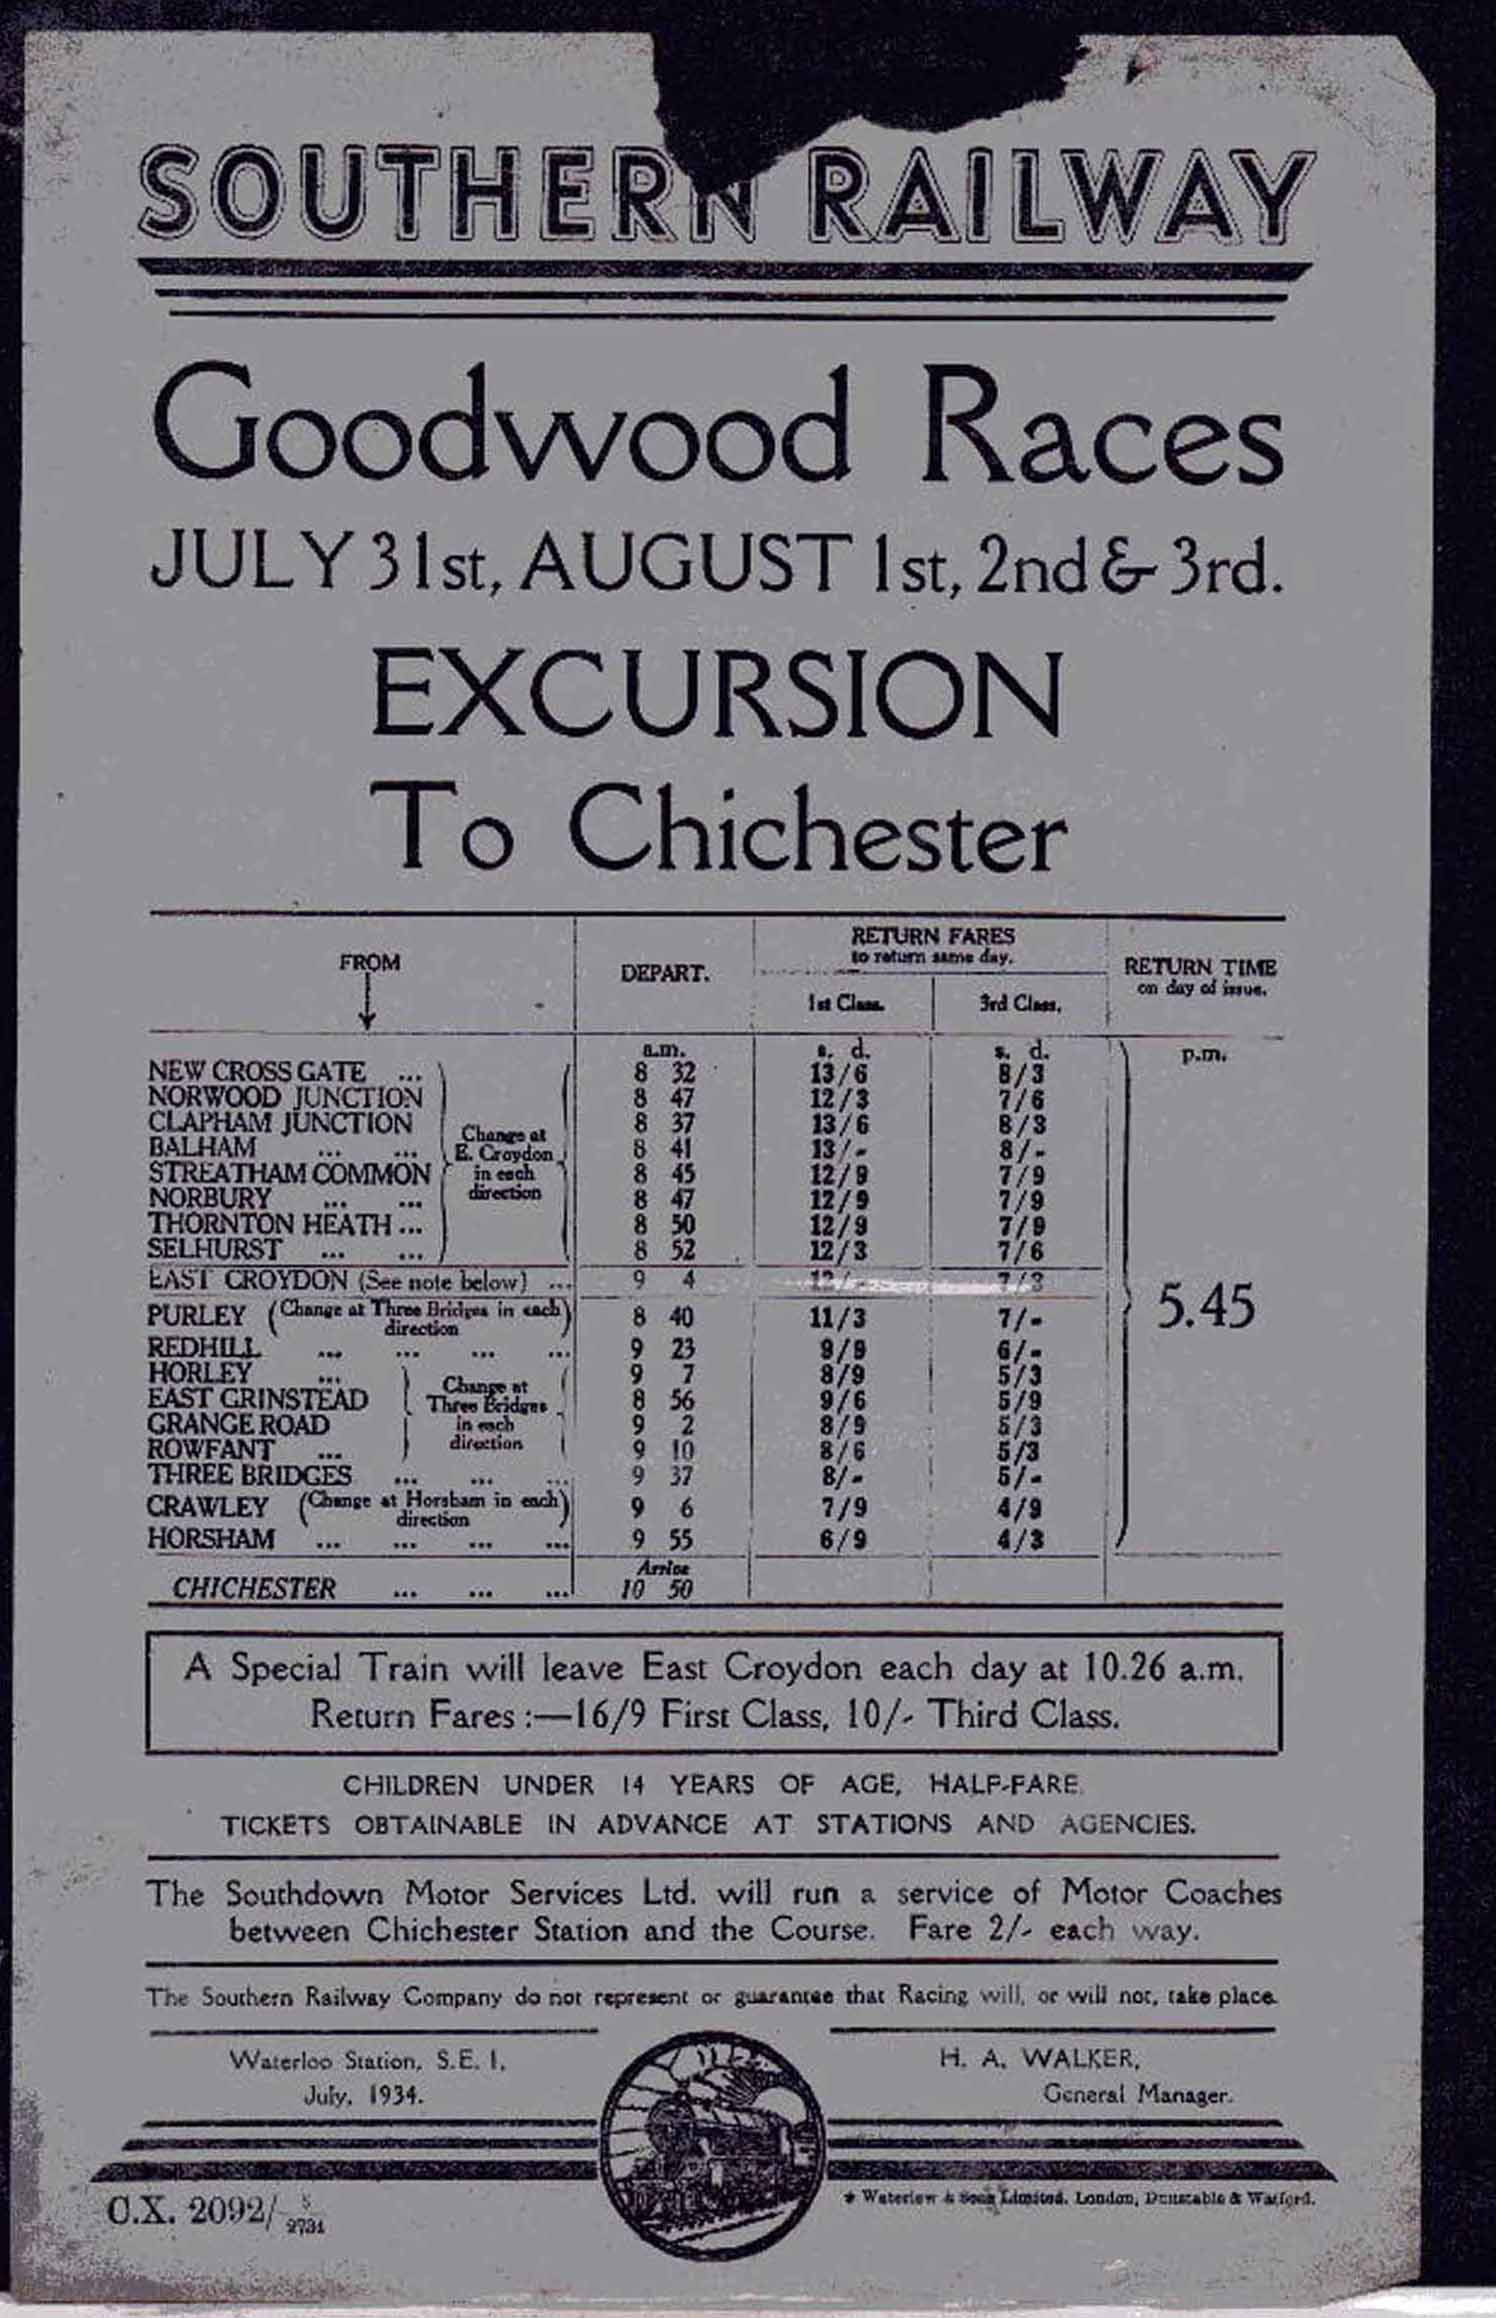 SOUTHERN RAILWAY
Goodwood Races
JULY 31st, AUGUST 1st, 2nd & 3rd.
EXCURSION
To Chichester
FROM DEPART. RETURN FARES to return same day. RETURN TIME on day of issue.
1st Class. 3rd Class.
a.m. s. d. s. d. p.m.
NEW CROSS GATE ... 8 32 13/6 8/3
NORWOOD JUNCTION 8 47 12/3 7/6
CLAPHAM JUNCTION 8 37 13/6 8/3
BALHAM ... ... 8 41 13/- 8/-
STREATHAM COMMON 8 45 12/9 7/9
NORBURY ... ... 8 47 12/9 7/9
THORNTON HEATH ... 8 50 12/9 7/9
SELHURST ... ... 8 52 12/3 7/6
Change at
E. Croydon
in each
direction
EAST CROYDON (See note below) ... 9 4 12/- 7/3
PURLEY (Change at Three Bridges in each direction) 8 40 11/3 7/-
REDHILL ... ... ... ... 9 23 9/9 6/-
HORLEY ... 9 7 8/9 5/3
EAST GRINSTEAD 8 56 9/6 5/9
GRANGE ROAD 9 2 8/9 5/3
ROWFANT ... 9 10 8/6 5/3
Change at
Three Bridges
in each
direction
THREE BRIDGES ... ... ... 9 37 8/- 5/-
CRAWLEY (Change at Horsham in each direction) 9 6 7/9 4/9
HORSHAM ... ... ... ... 9 55 6/9 4/3
5.45
Arrive
CHICHESTER ... ... ... 10 50
A Special Train will leave East Croydon each day at 10.26 a.m.
Return Fares :—16/9 First Class, 10/- Third Class.
CHILDREN UNDER 14 YEARS OF AGE, HALF-FARE.
TICKETS OBTAINABLE IN ADVANCE AT STATIONS AND AGENCIES.
The Southdown Motor Services Ltd. will run a service of Motor Coaches
between Chichester Station and the Course. Fare 2/- each way.
The Southern Railway Company do not represent or guarantee that Racing will, or will not, take place.
Waterloo Station, S.E. 1,
July, 1934.
H. A. WALKER,
General Manager.
C.X. 2092/
Waterlow & Sons Limited, London, Dunstable & Watford.